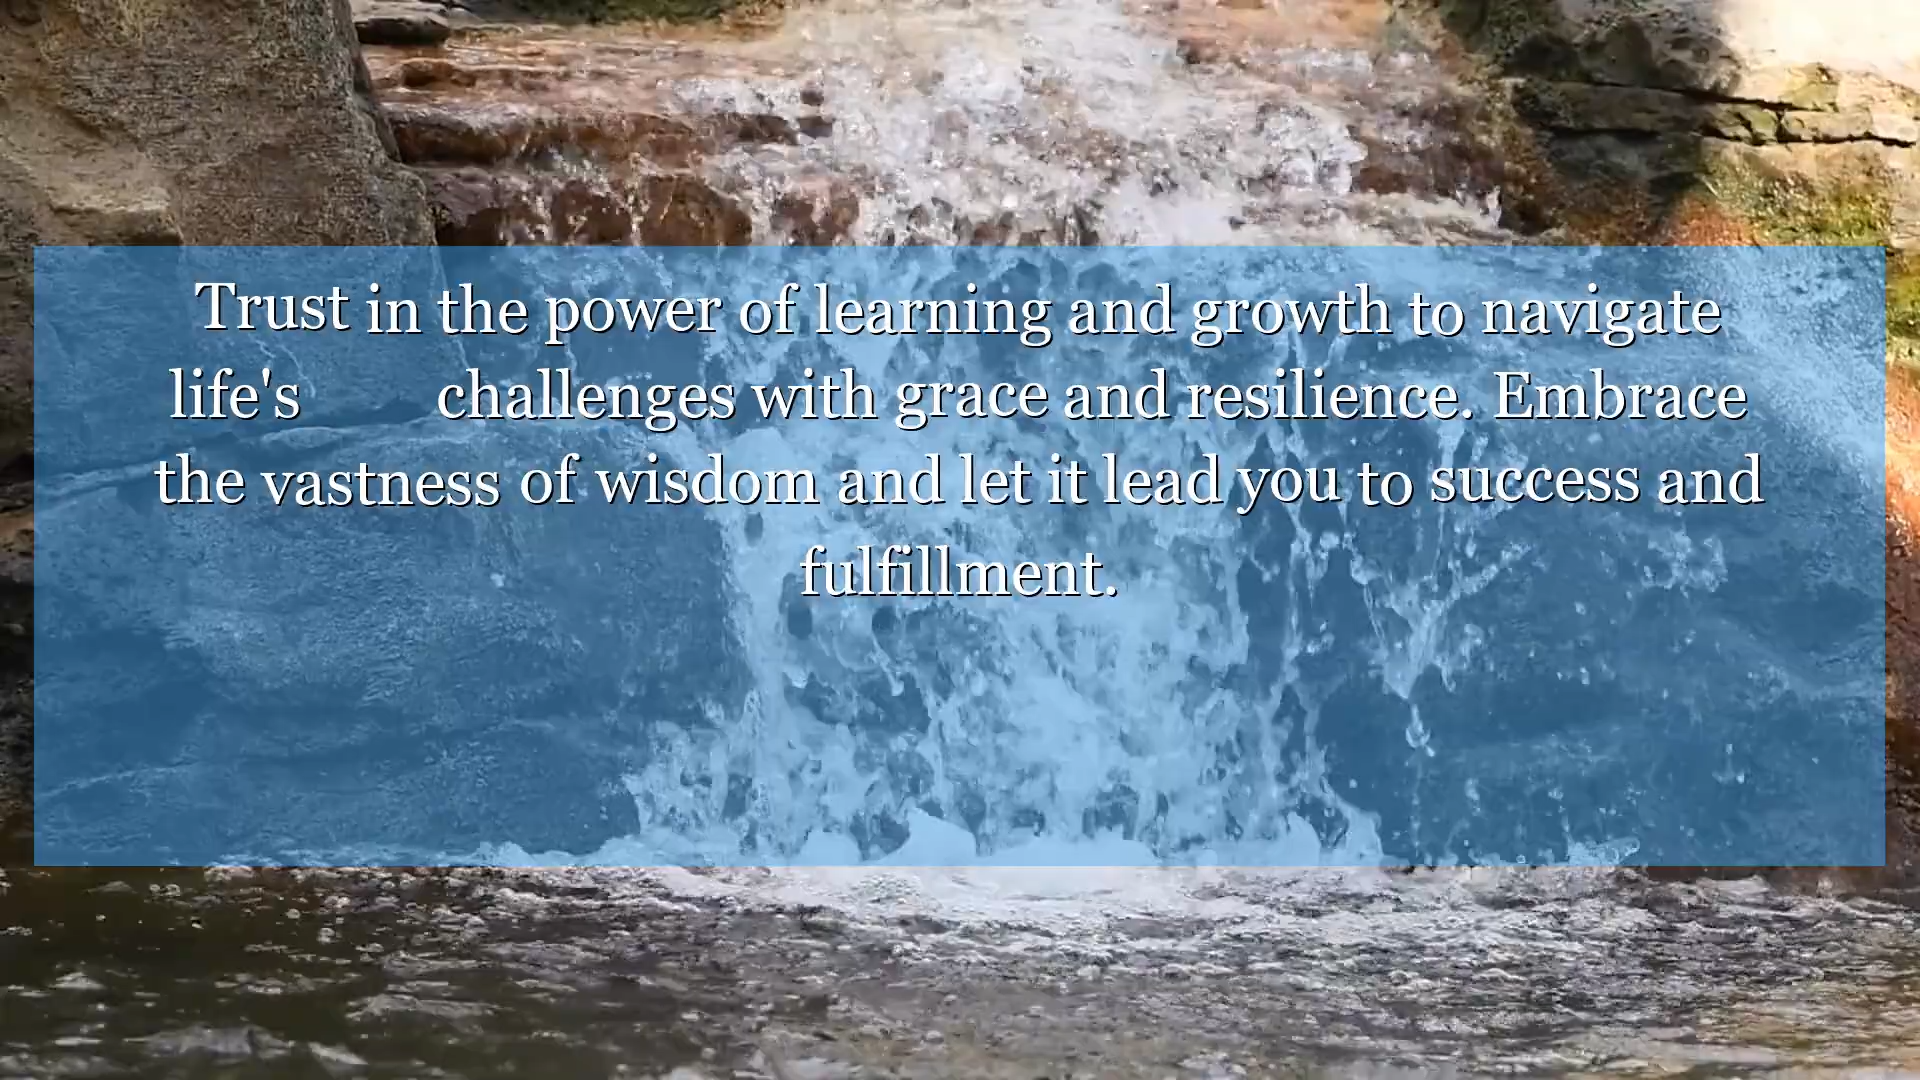 Trust in the power of learning and growth to navigate
life's challenges with grace and resilience. Embrace
the vastness of wisdom and let it lead you to success and
fulfillment.